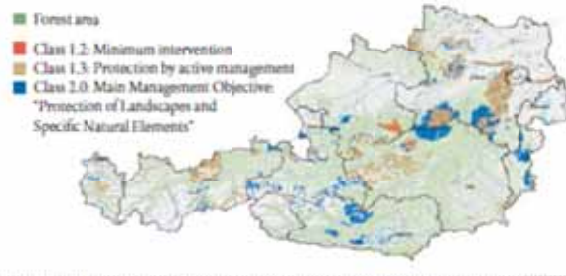 Forest area
Class 1.2: Minimum intervention
Class 1.3: Protection by active management
Class 2.0: Main Management Objective:
"Protection of Landscapes and
Specific Natural Elements"